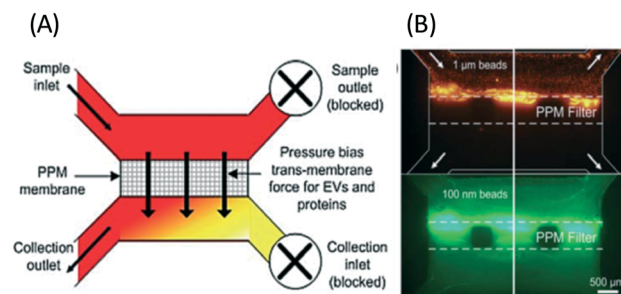 (A)
(B)
Sample
inlet
Sample
outlet
(blocked)
PPM
membrane
Pressure bias
trans-membrane
force for EVs and
proteins
Collection
outlet
Collection
inlet
(blocked)
1 µm beads
PPM Filter
100 nm beads
PPM Filter
500 µm